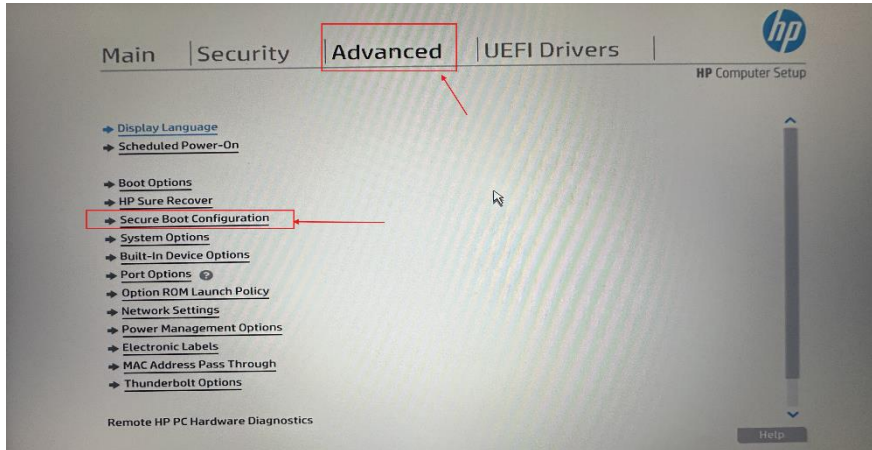 hp
Main
Security
Advanced
UEFI Drivers
HP Computer Setup
Display Language
Scheduled Power-On
Boot Options
HP Sure Recover
Secure Boot Configuration
System Options
Built-In Device Options
Port Options ?
Option ROM Launch Policy
Network Settings
Power Management Options
Electronic Labels
MAC Address Pass Through
Thunderbolt Options
Remote HP PC Hardware Diagnostics
Help